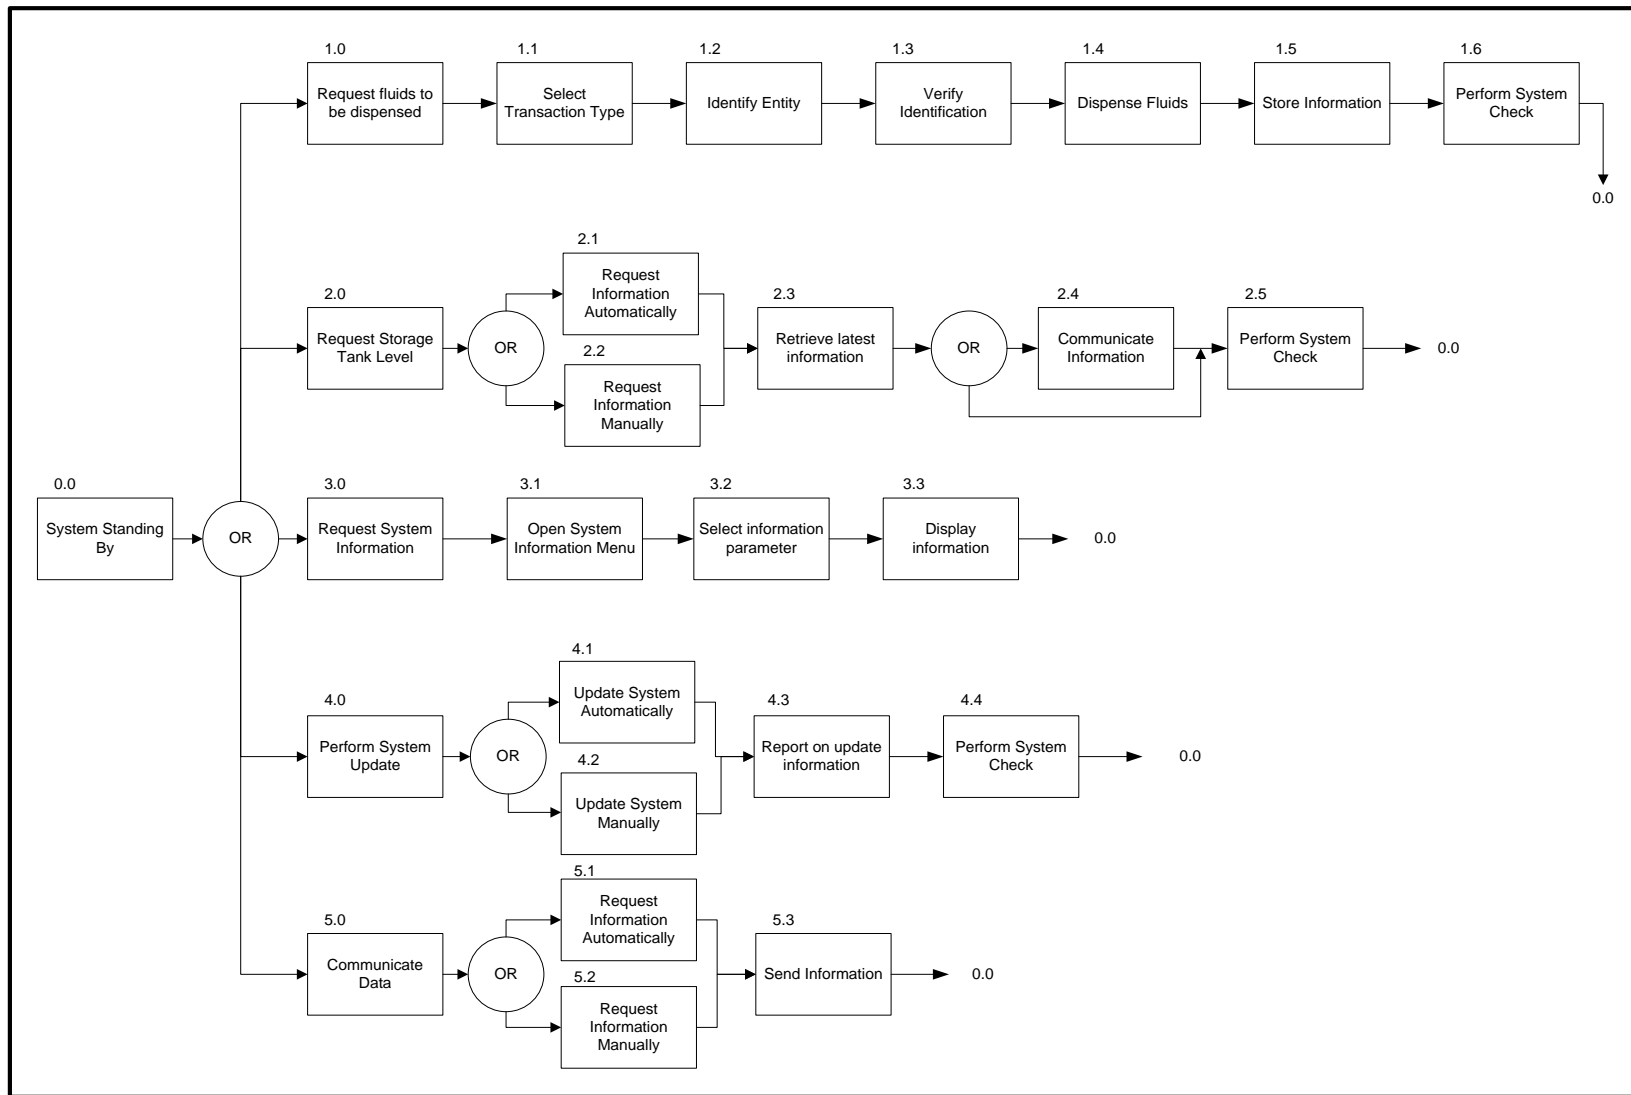 1.0
1.1
1.2
1.3
1.4
1.5
1.6
Request fluids to
be dispensed
Select
Transaction Type
Identify Entity
Verify
Identification
Dispense Fluids
Store Information
Perform System
Check
0.0
2.0
Request Storage
Tank Level
OR
2.1
Request
Information
Automatically
2.2
Request
Information
Manually
2.3
Retrieve latest
information
OR
2.4
Communicate
Information
2.5
Perform System
Check
0.0
0.0
System Standing
By
OR
3.0
Request System
Information
3.1
Open System
Information Menu
3.2
Select information
parameter
3.3
Display
information
0.0
4.0
Perform System
Update
OR
4.1
Update System
Automatically
4.2
Update System
Manually
4.3
Report on update
information
4.4
Perform System
Check
0.0
5.0
Communicate
Data
OR
5.1
Request
Information
Automatically
5.2
Request
Information
Manually
5.3
Send Information
0.0